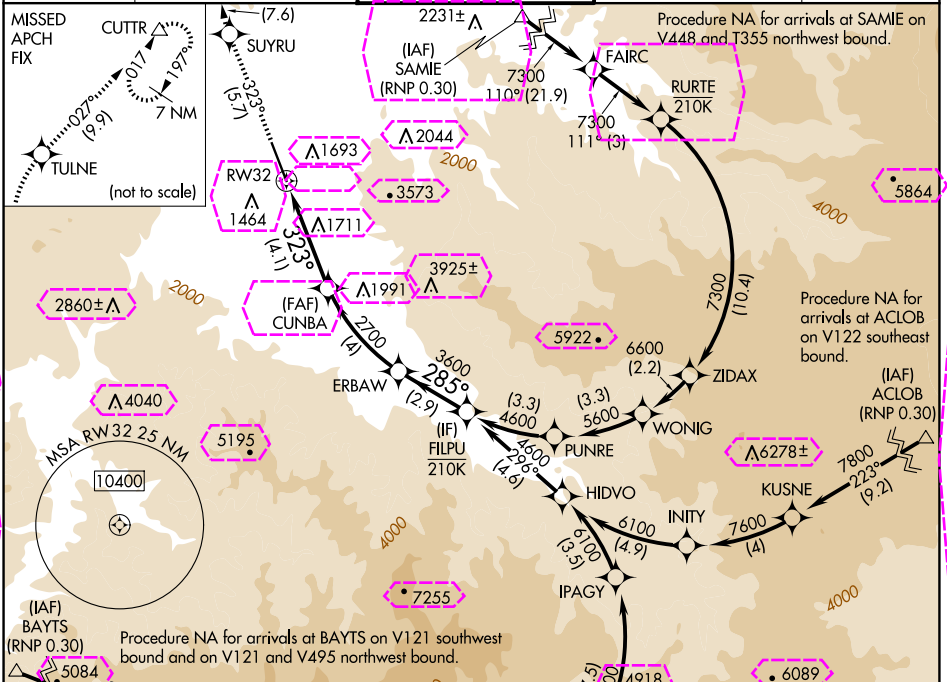 MISSED
APCH
FIX
CUTTR
017
197°
7 NM
027°
(9.9)
TULNE
(not to scale)
(7.6)
SUYRU
323°
(5.7)
2231±
(IAF)
SAMIE
(RNP 0.30)
7300
110° (21.9)
Procedure NA for arrivals at SAMIE on
V448 and T355 northwest bound.
FAIRC
RURTE
210K
7300
111° (3)
1693
2044
2000
RW32
1464
3573
5864
4000
1711
323°
(4.1)
3925±
1991
2860±
2000
(FAF)
CUNBA
7300
(10.4)
Procedure NA for
arrivals at ACLOB
on V122 southeast
bound.
2700
(4)
5922
6600
(2.2)
ZIDAX
3600
285°
(2.9)
ERBAW
(IAF)
ACLOB
(RNP 0.30)
4040
(3.3)
4600
(3.3)
5600
WONIG
(IF)
FILPU
210K
PUNRE
5195
MSA RW32 25 NM
10400
4600
296°
(4.6)
6278±
7800
223°
(9.2)
HIDVO
KUSNE
INITY
6100
(4.9)
7600
(4)
4000
6100
(3.5)
IPAGY
7255
4000
(IAF)
BAYTS
(RNP 0.30)
Procedure NA for arrivals at BAYTS on V121 southwest
bound and on V121 and V495 northwest bound.
5084
4918
6089